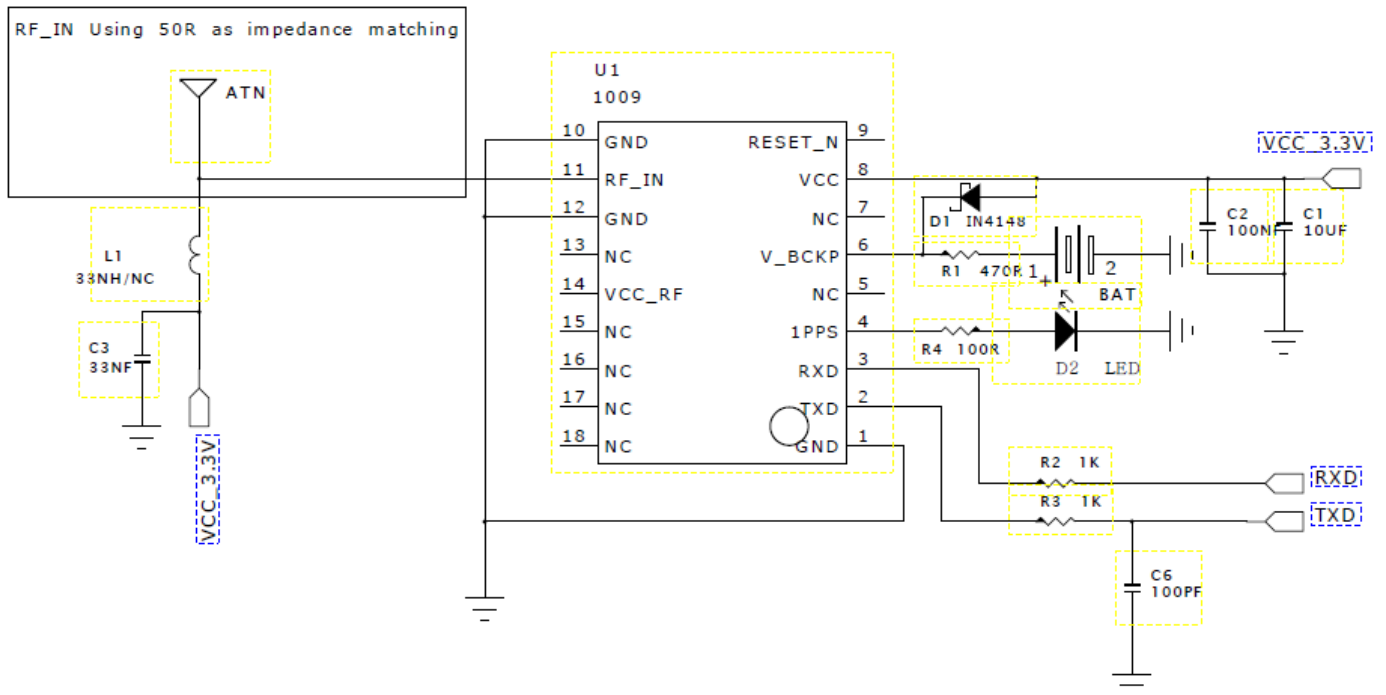 RF_IN Using 50R as impedance matching
ATN
L1
33NH/NC
C3
33NF
VCC_3.3V
U1
1009
10 GND
11 RF_IN
12 GND
13 NC
14 VCC_RF
15 NC
16 NC
17 NC
18 NC
RESET_N 9
VCC 8
NC 7
V_BCKP 6
NC 5
1PPS 4
RXD 3
TXD 2
GND 1
D1 IN4148
R1 470R
1 + 2
BAT
R4 100R
D2 LED
VCC_3.3V
C2
100NF
C1
10UF
R2 1K
R3 1K
RXD
TXD
C6
100PF